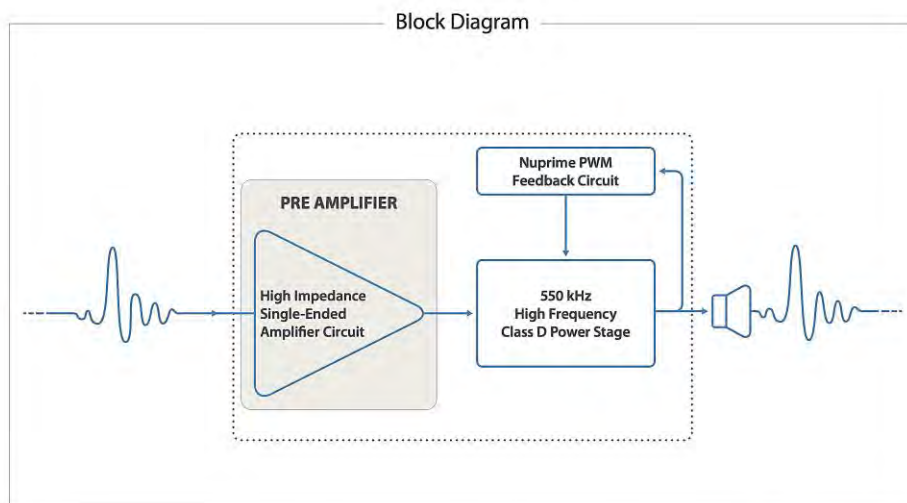 Block Diagram
Nuprime PWM
Feedback Circuit
PRE AMPLIFIER
High Impedance
Single-Ended
Amplifier Circuit
550 kHz
High Frequency
Class D Power Stage